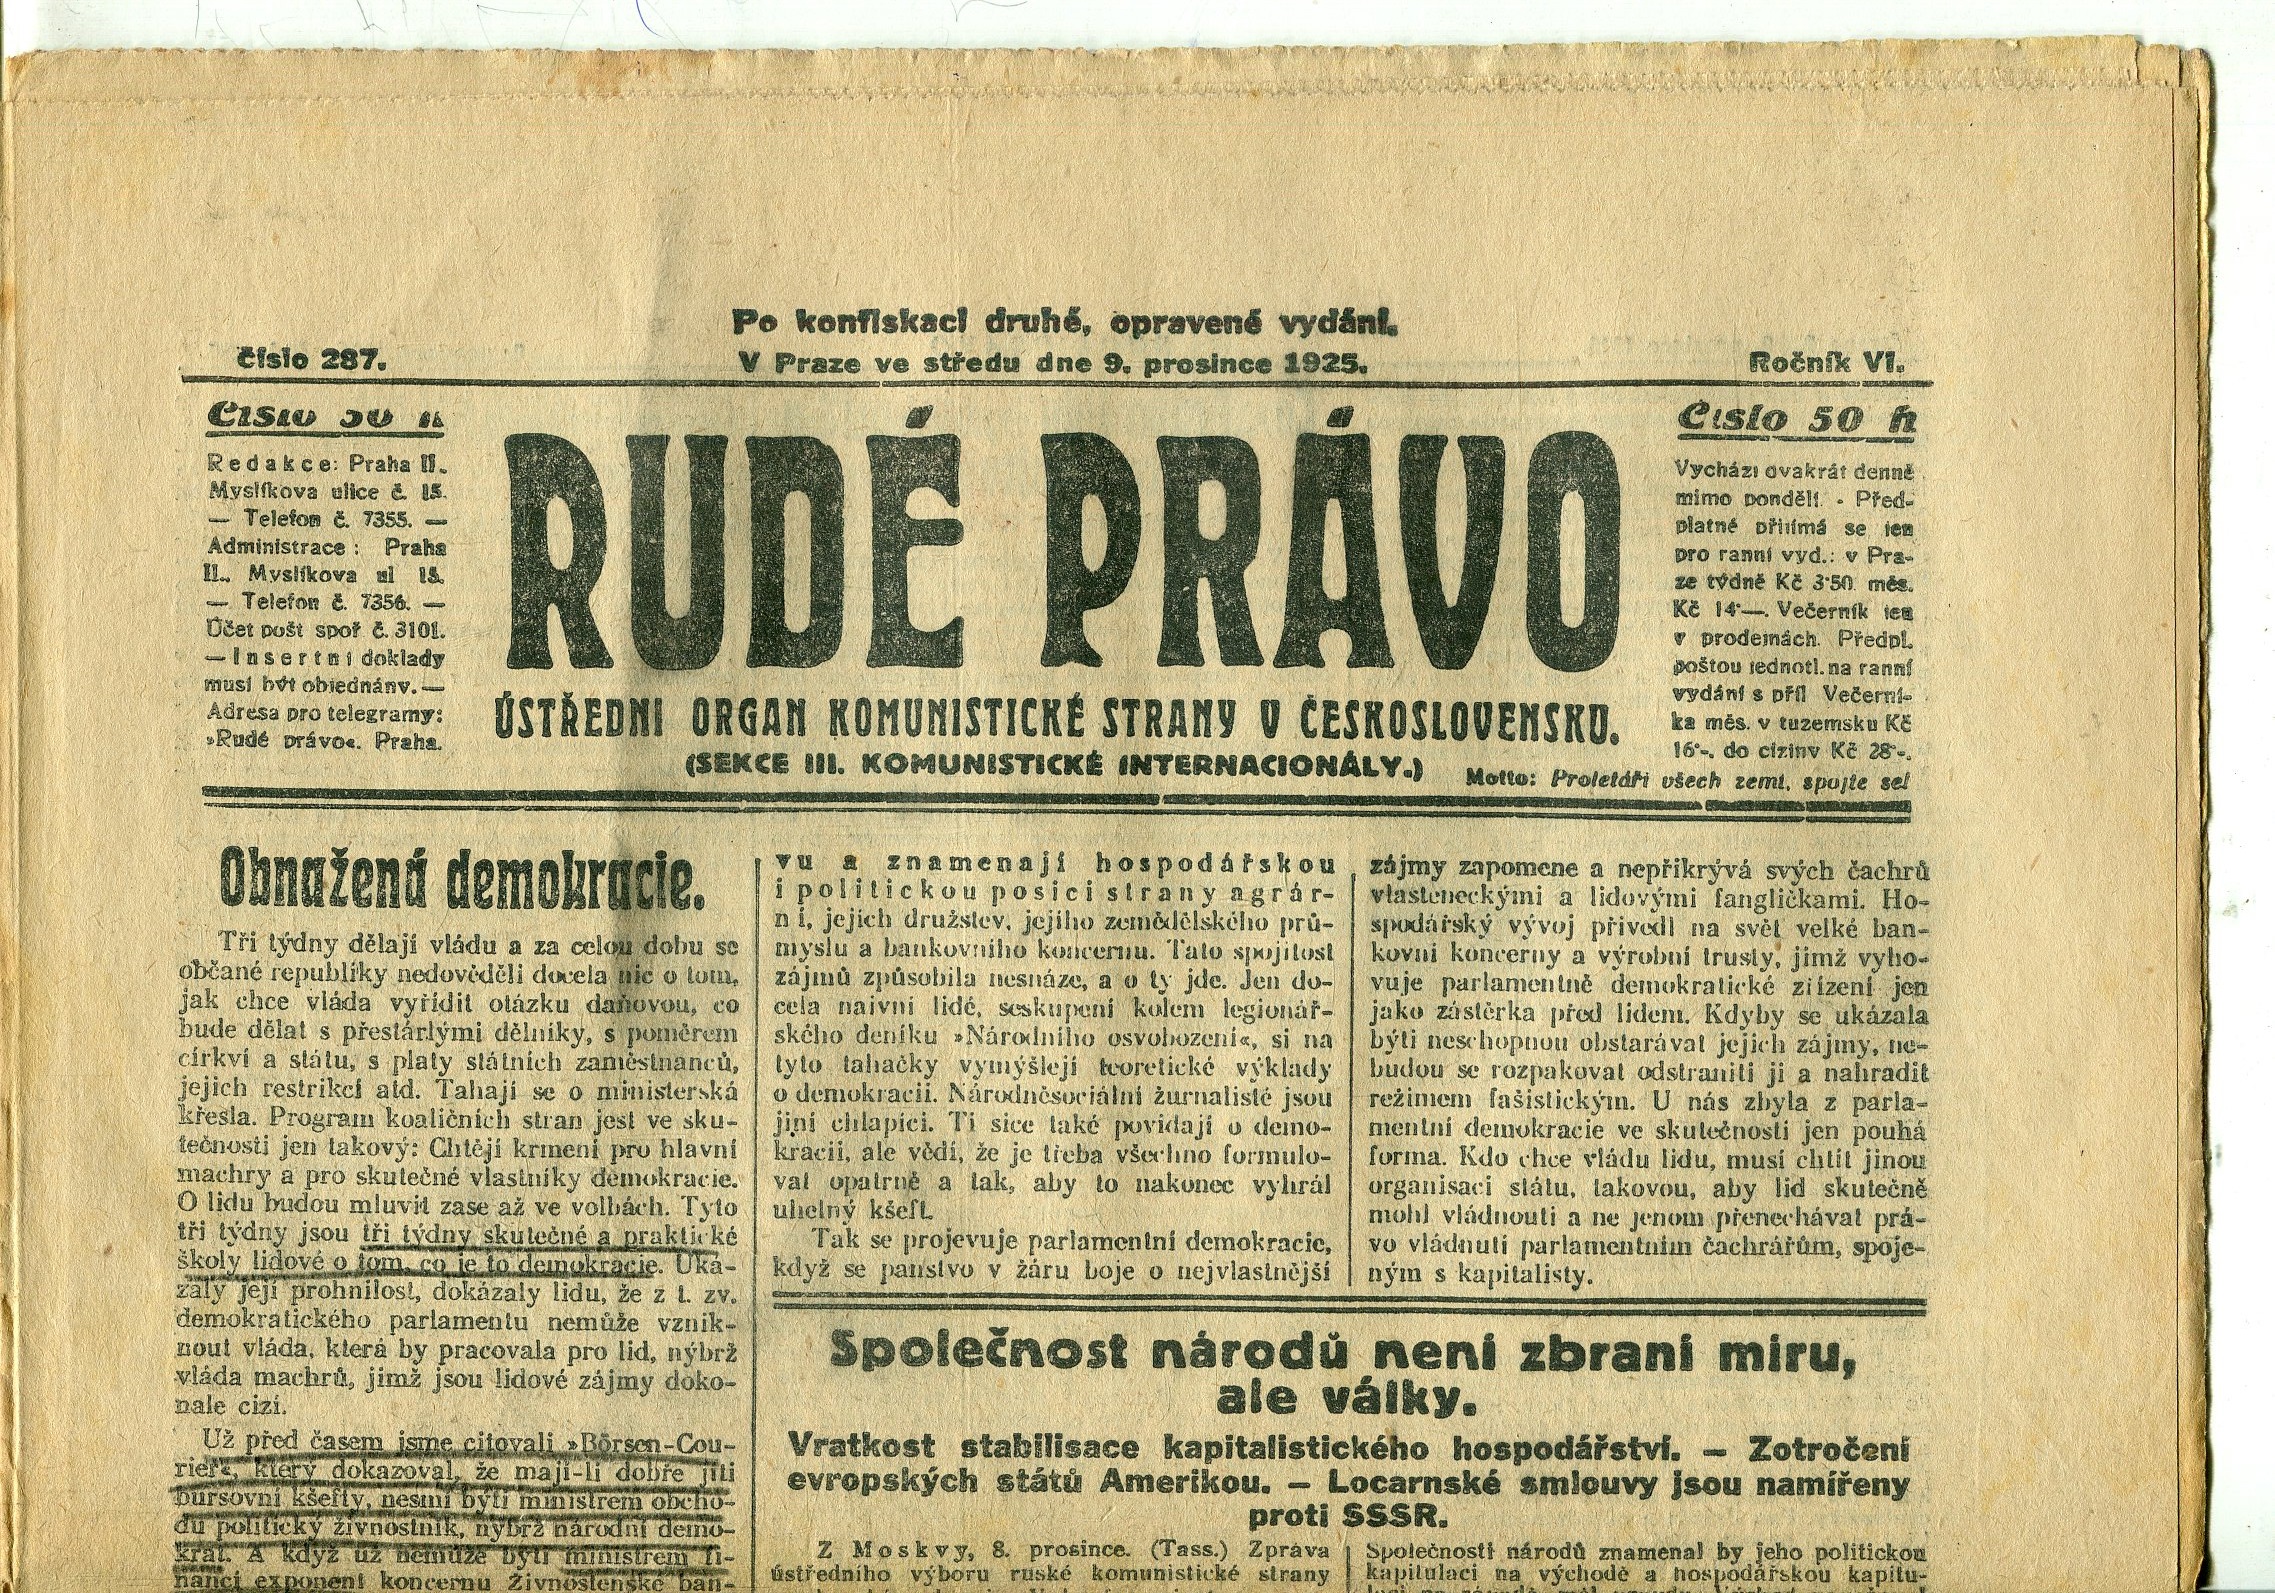 Po konfiskaci druhé, opravené vydání.
Číslo 287.
V Praze ve středu dne 9. prosince 1925.
Ročník VI.
Číslo 50 h
Redakce: Praha II.
Myslíkova ulice č. 15.
— Telefon č. 7355. —
Administrace: Praha
II., Myslíkova ul 15.
— Telefon č. 7356. —
Účet pošt spoř č. 3101.
— Insertní doklady
musí být objednány. —
Adresa pro telegramy:
»Rudé právo«. Praha.
RUDÉ PRÁVO
ÚSTŘEDNÍ ORGÁN KOMUNISTICKÉ STRANY V ČESKOSLOVENSKU.
(SEKCE III. KOMUNISTICKÉ INTERNACIONÁLY.)
Číslo 50 h
Vychází dvakrát denně
mimo pondělí. - Před-
platné přijímá se jen
pro ranní vyd.: v Pra-
ze týdně Kč 3·50 měs.
Kč 14·—. Večerník jen
v prodejnách. Předpl.
poštou jednotl. na ranní
vydání s příl Večerní-
ka měs. v tuzemsku Kč
16·-. do ciziny Kč 28·-.
Motto: Proletáři všech zemí, spojte se!
Obnažená demokracie.
Tři týdny dělají vládu a za celou dobu se
občané republiky nedověděli docela nic o tom,
jak chce vláda vyřídit otázku daňovou, co
bude dělat s přestárlými dělníky, s poměrem
církví a státu, s platy státních zaměstnanců,
jejich restrikcí atd. Tahají se o ministerská
křesla. Program koaličních stran jest ve sku-
tečnosti jen takový: Chtějí krmení pro hlavní
machry a pro skutečné vlastníky demokracie.
O lidu budou mluvit zase až ve volbách. Tyto
tři týdny jsou tři týdny skutečné a praktické
školy lidové o tom, co je to demokracie. Uká-
zaly její prohnilost, dokázaly lidu, že z t. zv.
demokratického parlamentu nemůže vznik-
nout vláda, která by pracovala pro lid, nýbrž
vláda machrů, jimž jsou lidové zájmy doko-
nale cizí.
Už před časem jsme citovali »Börsen-Cou-
rier«, který dokazoval, že mají-li dobře jíti
bursovní kšefty, nesmí býti ministrem obcho-
du politický živnostník, nýbrž národní demo-
krat. A když už nemůže býti ministrem fi-
nancí exponent koncernu Živnostenské ban-
vu a znamenají hospodářskou
i politickou posici strany agrár-
ní, jejich družstev, jejího zemědělského prů-
myslu a bankovního koncernu. Tato spojitost
zájmů způsobila nesnáze, a o ty jde. Jen do-
cela naivní lidé, seskupení kolem legionář-
ského deníku »Národního osvobození«, si na
tyto tahačky vymýšlejí teoretické výklady
o demokracii. Národněsociální žurnalisté jsou
jiní chlapíci. Ti sice také povídají o demo-
kracii, ale vědí, že je třeba všechno formulo-
vat opatrně a tak, aby to nakonec vyhrál
uhelný kšeft.
Tak se projevuje parlamentní demokracie,
když se panstvo v žáru boje o nejvlastnější
zájmy zapomene a nepřikrývá svých čachrů
vlasteneckými a lidovými fangličkami. Ho-
spodářský vývoj přivedl na svět velké ban-
kovní koncerny a výrobní trusty, jimž vyho-
vuje parlamentně demokratické zřízení jen
jako zástěrka před lidem. Kdyby se ukázala
býti neschopnou obstarávat jejich zájmy, ne-
budou se rozpakovat odstraniti ji a nahradit
režimem fašistickým. U nás zbyla z parla-
mentní demokracie ve skutečnosti jen pouhá
forma. Kdo chce vládu lidu, musí chtít jinou
organisaci státu, takovou, aby lid skutečně
mohl vládnouti a ne jenom přenechávat prá-
vo vládnutí parlamentním čachrářům, spoje-
ným s kapitalisty.
Společnost národů není zbraní míru,
ale války.
Vratkost stabilisace kapitalistického hospodářství. — Zotročení
evropských států Amerikou. — Locarnské smlouvy jsou namířeny
proti SSSR.
Z Moskvy, 8. prosince. (Tass.) Zpráva
ústředního výboru ruské komunistické strany
Společnosti národů znamenal by jeho politickou
kapitulaci na východě a hospodářskou kapitu-